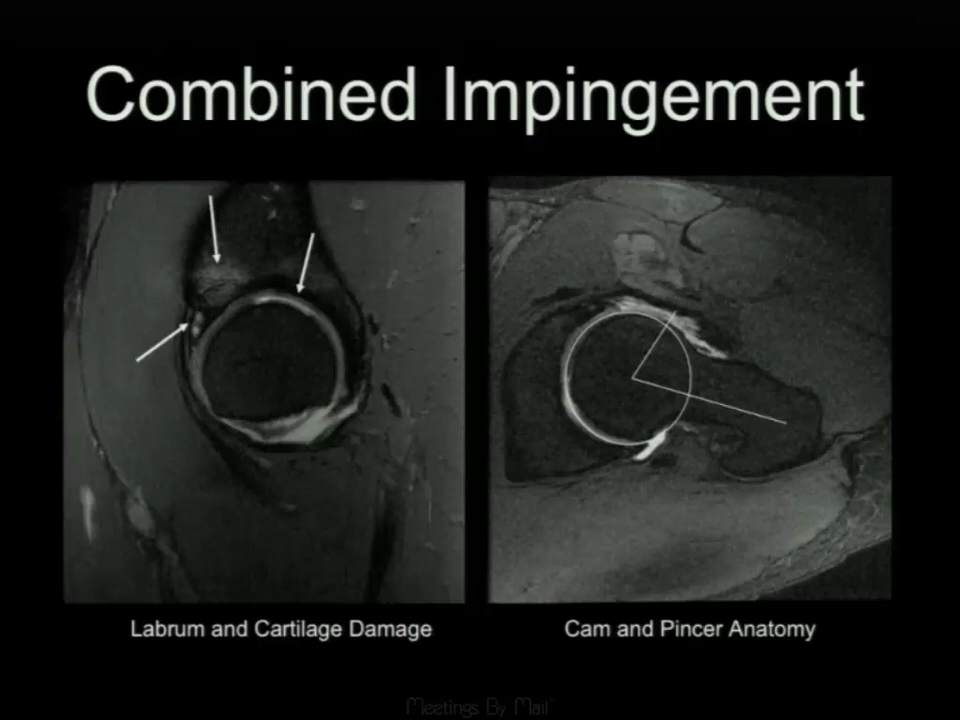 Combined Impingement
Labrum and Cartilage Damage
Cam and Pincer Anatomy
Meetings By Mail